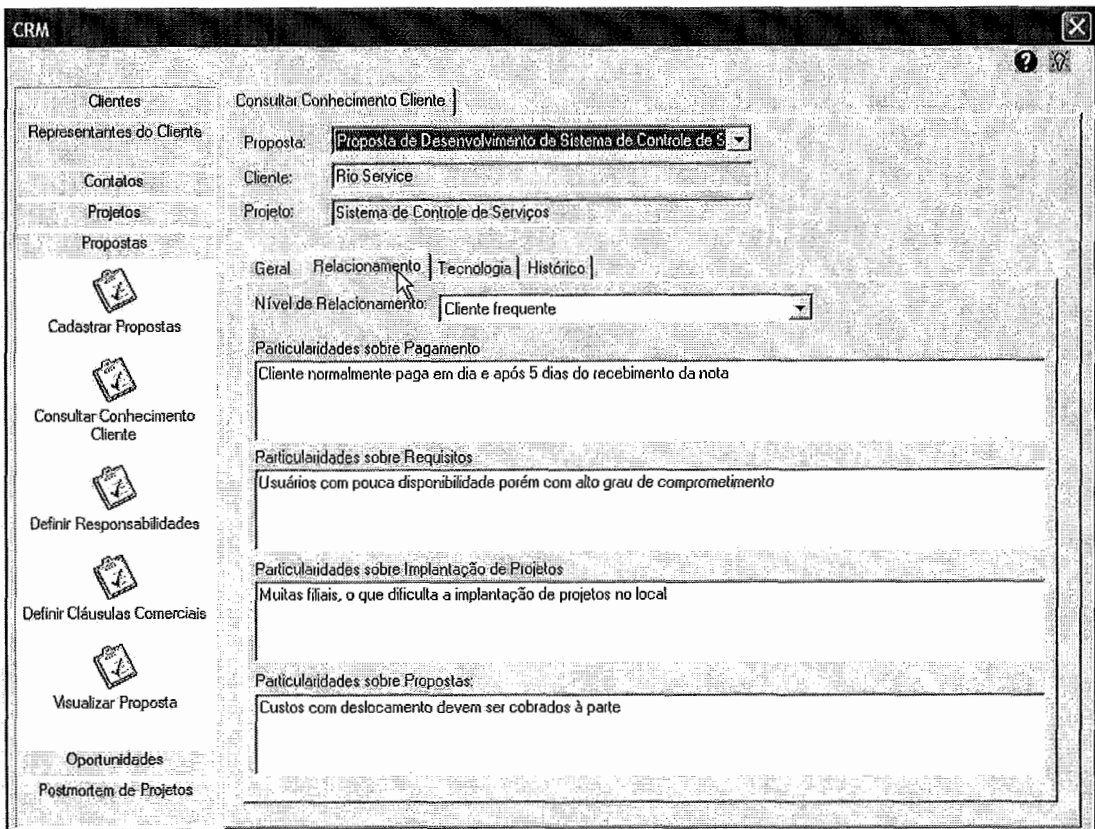 CRM
Clientes
Representantes do Cliente
Contatos
Projetos
Propostas
Cadastrar Propostas
Consultar Conhecimento
Cliente
Definir Responsabilidades
Definir Cláusulas Comerciais
Visualizar Proposta
Oportunidades
Postmortem de Projetos
Consultar Conhecimento Cliente
Proposta: Proposta de Desenvolvimento de Sistema de Controle de S
Cliente: Rio Service
Projeto: Sistema de Controle de Serviços
Geral Relacionamento Tecnologia Histórico
Nível de Relacionamento: Cliente frequente
Particularidades sobre Pagamento
Cliente normalmente paga em dia e após 5 dias do recebimento da nota
Particularidades sobre Requisitos
Usuários com pouca disponibilidade porém com alto grau de comprometimento
Particularidades sobre Implantação de Projetos
Muitas filiais, o que dificulta a implantação de projetos no local
Particularidades sobre Propostas:
Custos com deslocamento devem ser cobrados à parte